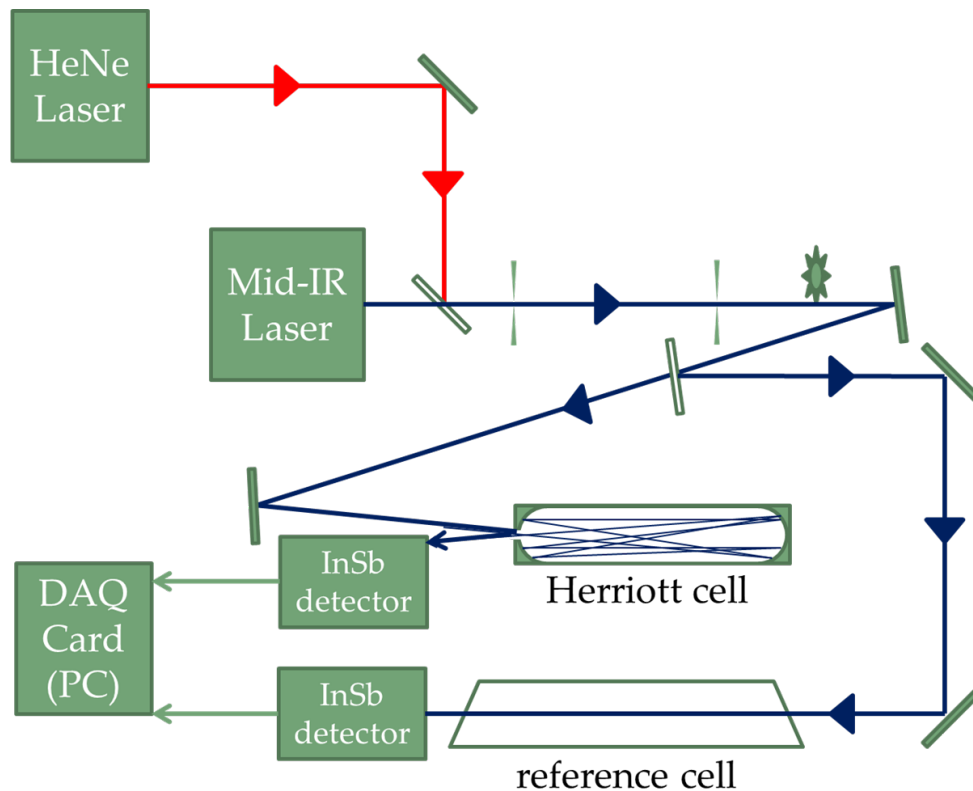 HeNe
Laser
Mid-IR
Laser
InSb
detector
Herriott cell
DAQ
Card
(PC)
InSb
detector
reference cell